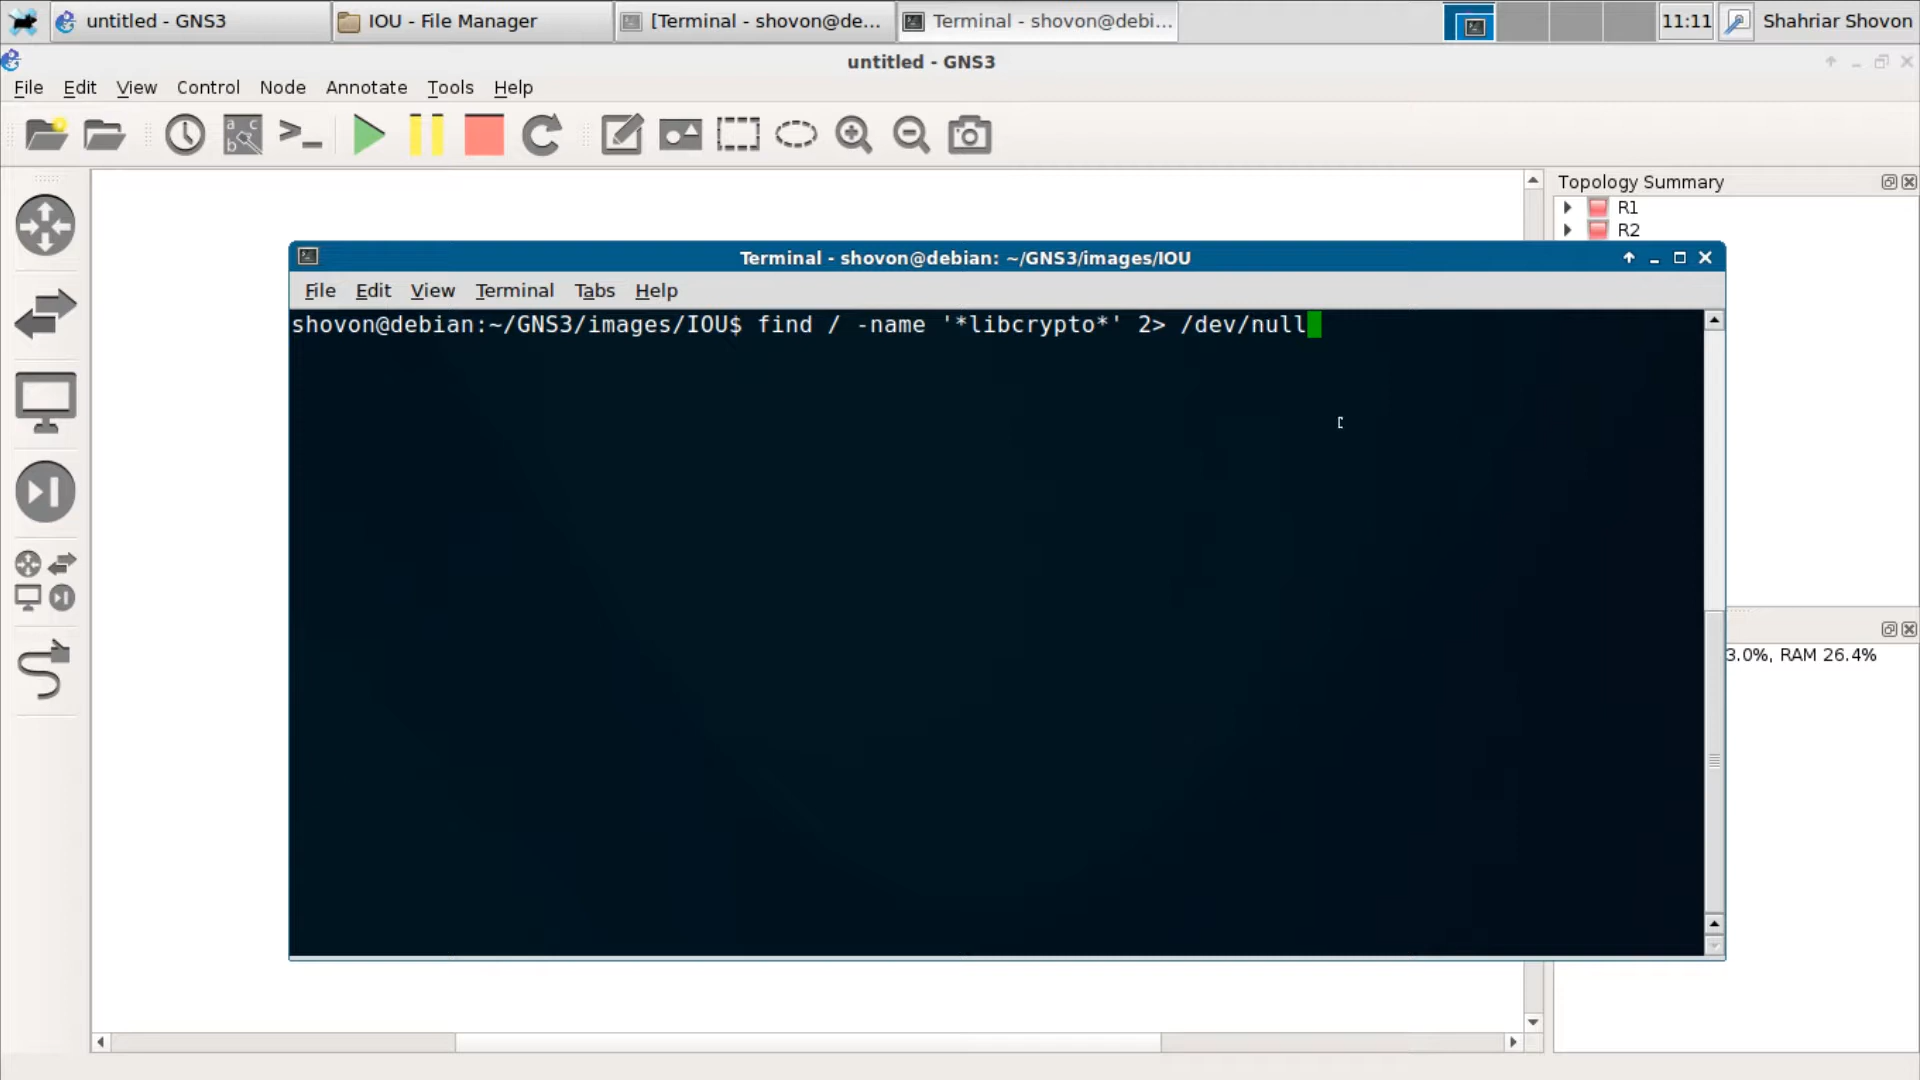 untitled - GNS3
IOU - File Manager
[Terminal - shovon@de...
Terminal - shovon@debi...
11:11
Shahriar Shovon
untitled - GNS3
File Edit View Control Node Annotate Tools Help
Topology Summary
R1
R2
Terminal - shovon@debian: ~/GNS3/images/IOU
File Edit View Terminal Tabs Help
shovon@debian:~/GNS3/images/IOU$ find / -name '*libcrypto*' 2> /dev/null
3.0%, RAM 26.4%